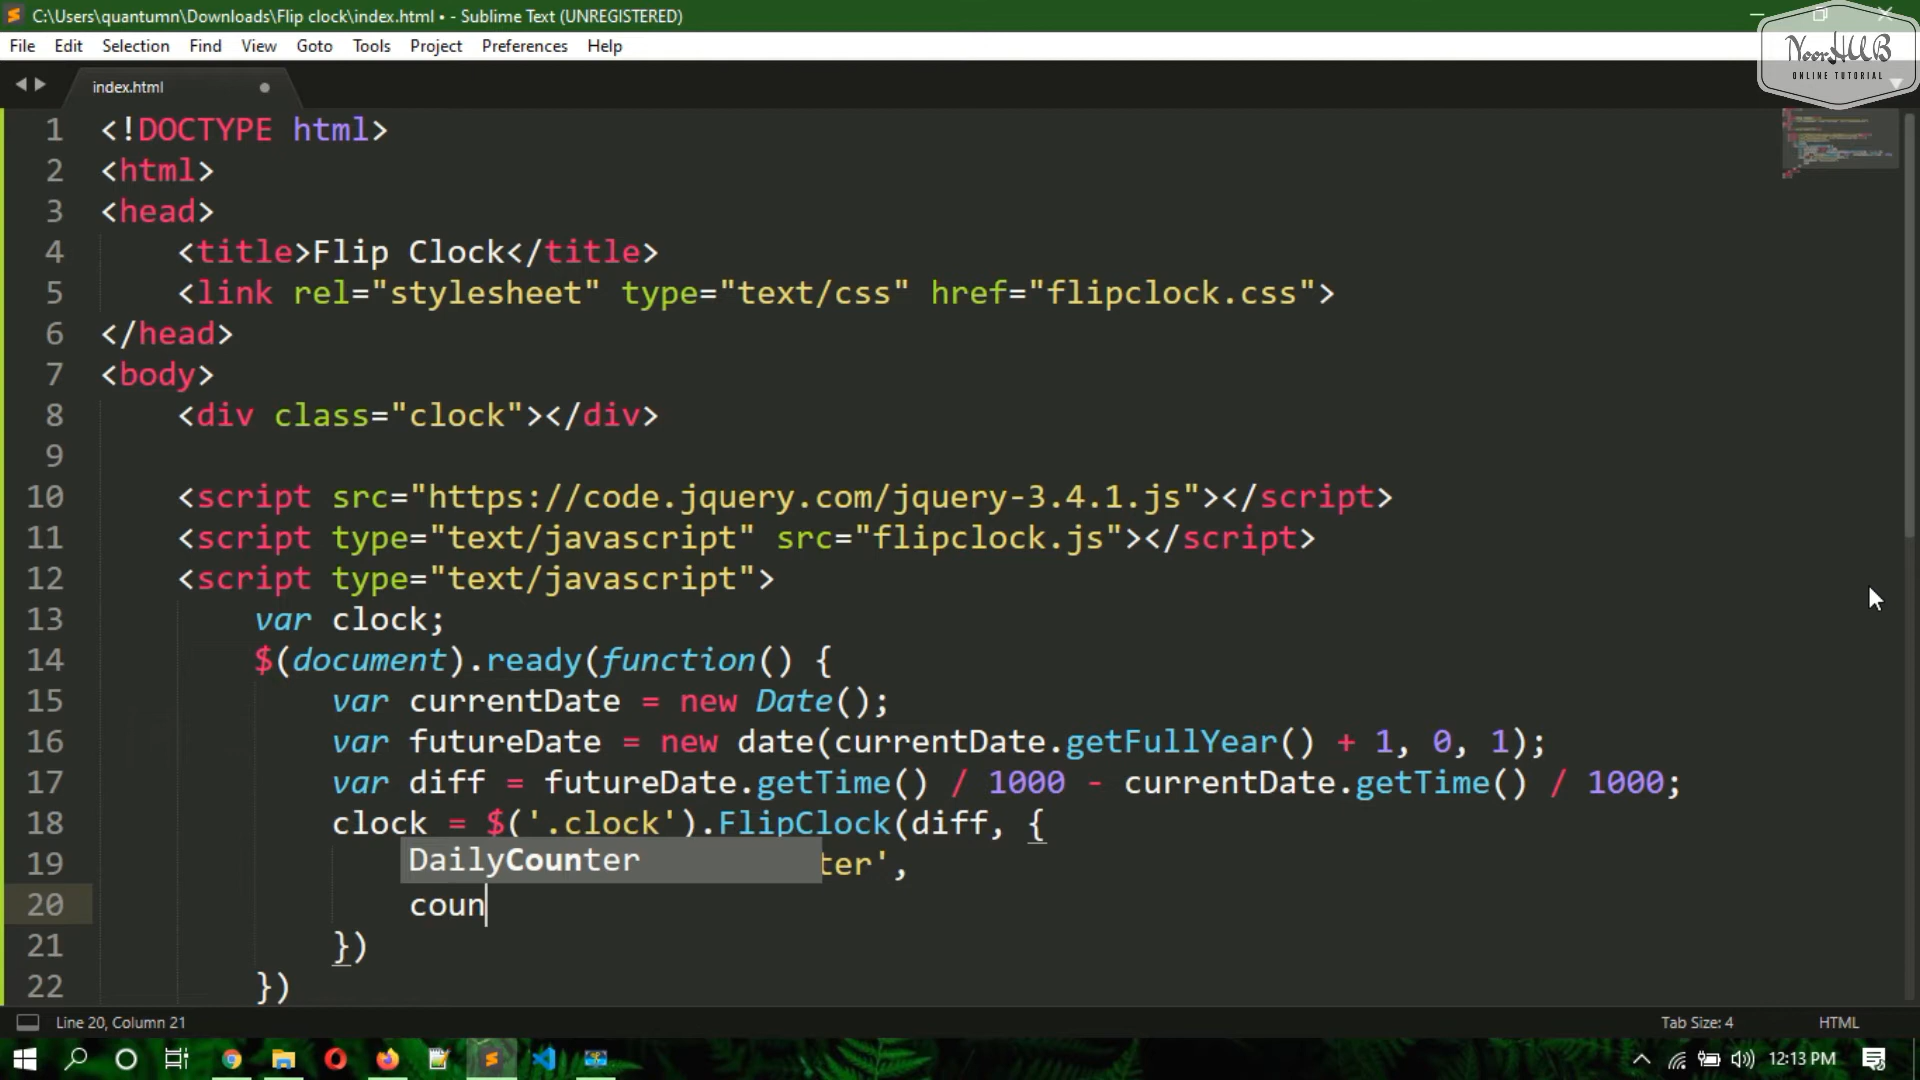 C:\Users\quantumn\Downloads\Flip clock\index.html • - Sublime Text (UNREGISTERED)
File Edit Selection Find View Goto Tools Project Preferences Help
NoorHUB
ONLINE TUTORIAL
index.html
1 <!DOCTYPE html>
2 <html>
3 <head>
4 <title>Flip Clock</title>
5 <link rel="stylesheet" type="text/css" href="flipclock.css">
6 </head>
7 <body>
8 <div class="clock"></div>
9
10 <script src="https://code.jquery.com/jquery-3.4.1.js"></script>
11 <script type="text/javascript" src="flipclock.js"></script>
12 <script type="text/javascript">
13 var clock;
14 $(document).ready(function() {
15 var currentDate = new Date();
16 var futureDate = new date(currentDate.getFullYear() + 1, 0, 1);
17 var diff = futureDate.getTime() / 1000 - currentDate.getTime() / 1000;
18 clock = $('.clock').FlipClock(diff, {
19 DailyCounter ter',
20 coun
21 })
22 })
Line 20, Column 21 Tab Size: 4 HTML
12:13 PM